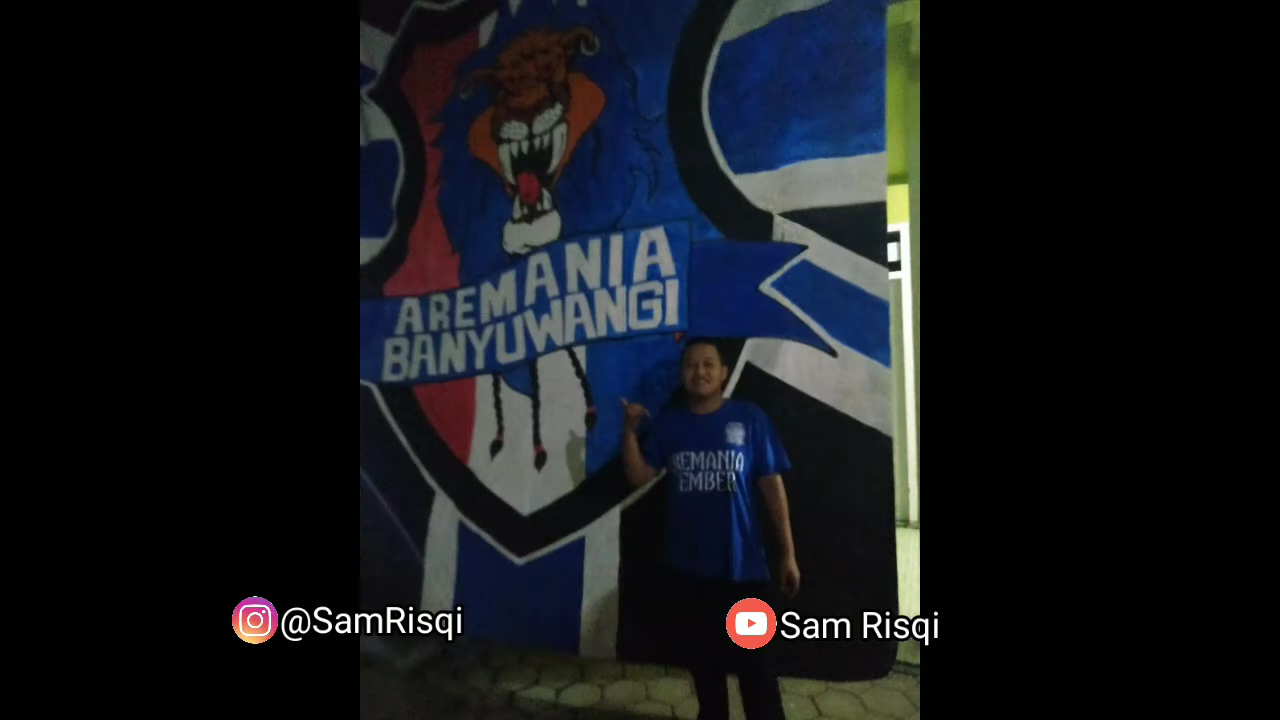 AREMANIA
BANYUWANGI
REMANIA
EMBER
@SamRisqi
Sam Risqi